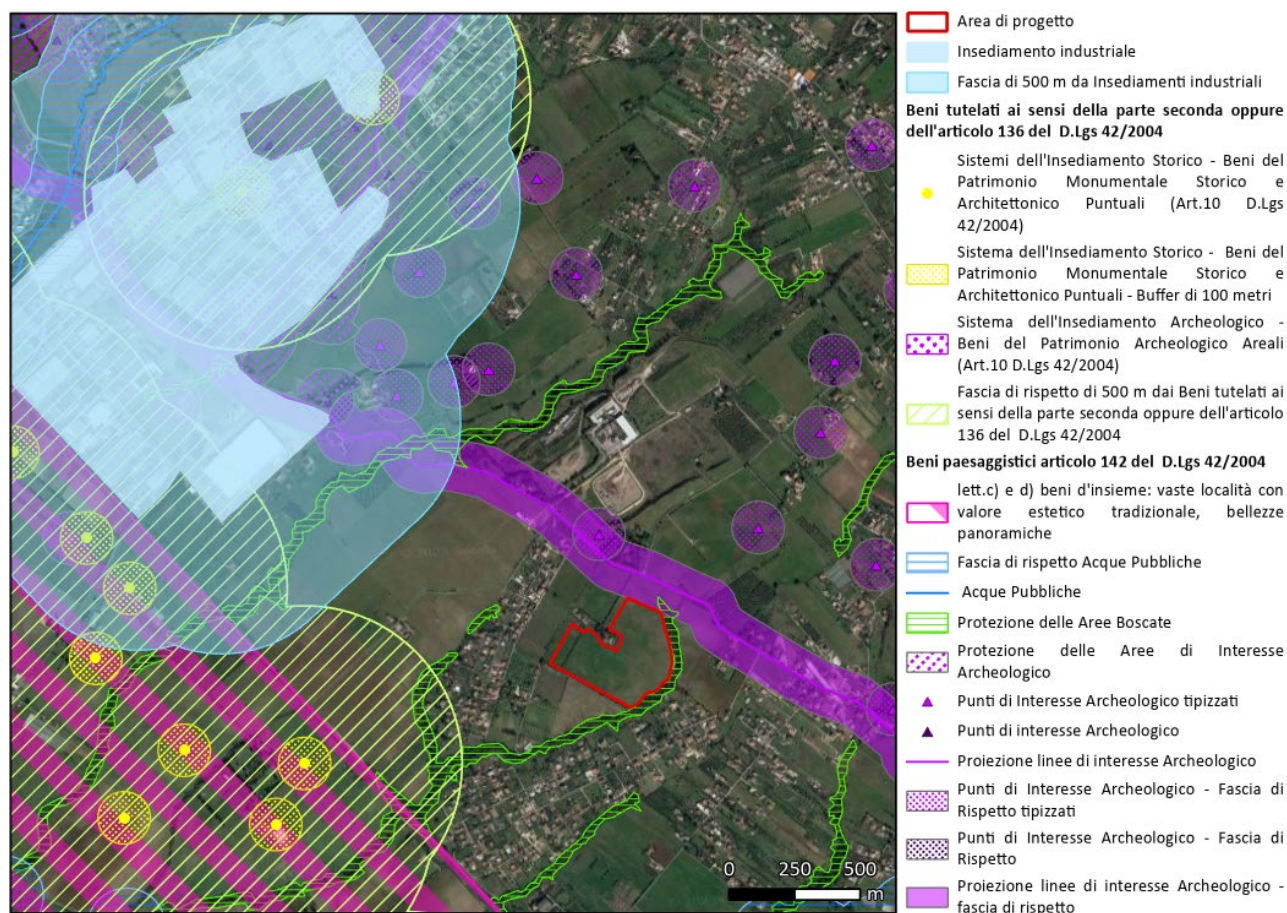 Area di progetto
Insediamento industriale
Fascia di 500 m da Insediamenti industriali
Beni tutelati ai sensi della parte seconda oppure
dell'articolo 136 del D.Lgs 42/2004
Sistemi dell'Insediamento Storico - Beni del
Patrimonio Monumentale Storico e
Architettonico Puntuali (Art.10 D.Lgs
42/2004)
Sistema dell'Insediamento Storico - Beni del
Patrimonio Monumentale Storico e
Architettonico Puntuali - Buffer di 100 metri
Sistema dell'Insediamento Archeologico -
Beni del Patrimonio Archeologico Areali
(Art.10 D.Lgs 42/2004)
Fascia di rispetto di 500 m dai Beni tutelati ai
sensi della parte seconda oppure dell'articolo
136 del D.Lgs 42/2004
Beni paesaggistici articolo 142 del D.Lgs 42/2004
lett.c) e d) beni d'insieme: vaste località con
valore estetico tradizionale, bellezze
panoramiche
Fascia di rispetto Acque Pubbliche
Acque Pubbliche
Protezione delle Aree Boscate
Protezione delle Aree di Interesse
Archeologico
Punti di Interesse Archeologico tipizzati
Punti di interesse Archeologico
Proiezione linee di interesse Archeologico
Punti di Interesse Archeologico - Fascia di
Rispetto tipizzati
Punti di Interesse Archeologico - Fascia di
Rispetto
Proiezione linee di interesse Archeologico -
fascia di rispetto
0 250 500
m